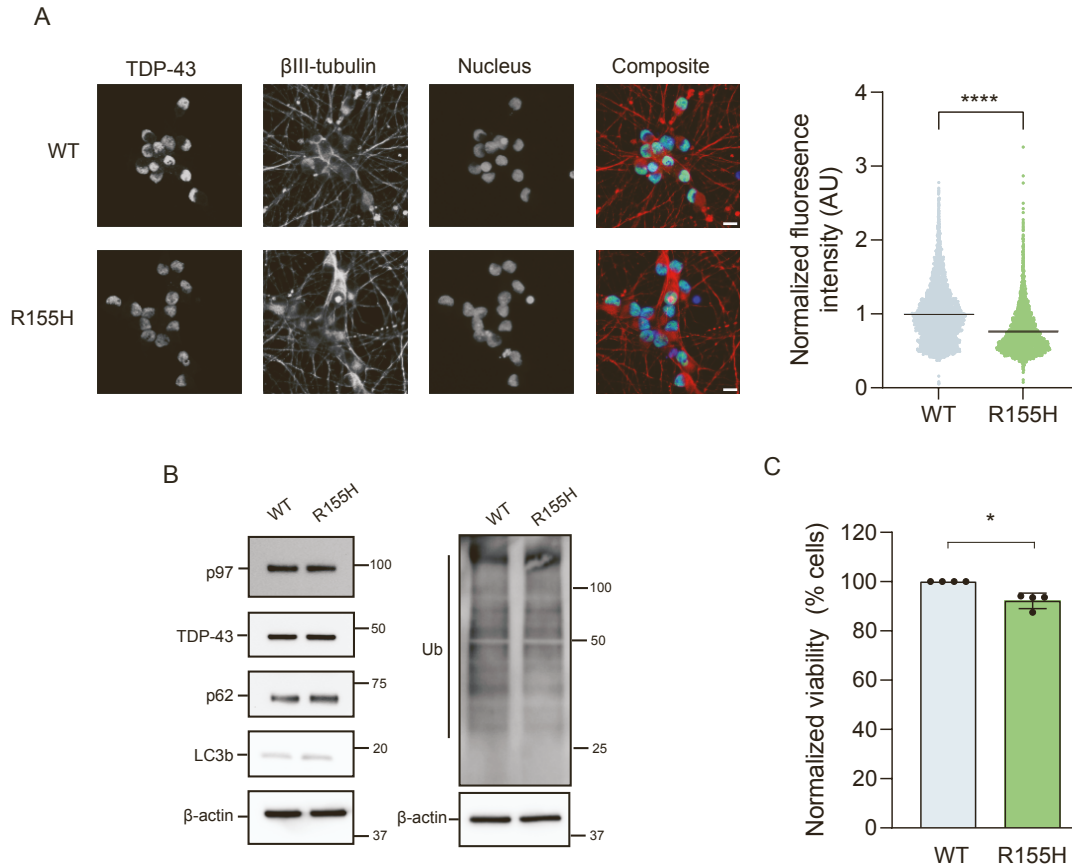 A
TDP-43 βIII-tubulin Nucleus Composite
WT
R155H
Normalized fluoresence
intensity (AU)
4
3
2
1
0
****
WT R155H
B
WT R155H
p97
100
TDP-43
50
p62
75
LC3b
20
β-actin
37
WT R155H
Ub
100
50
25
β-actin
37
C
Normalized viability (% cells)
120
100
80
60
40
20
0
*
WT R155H